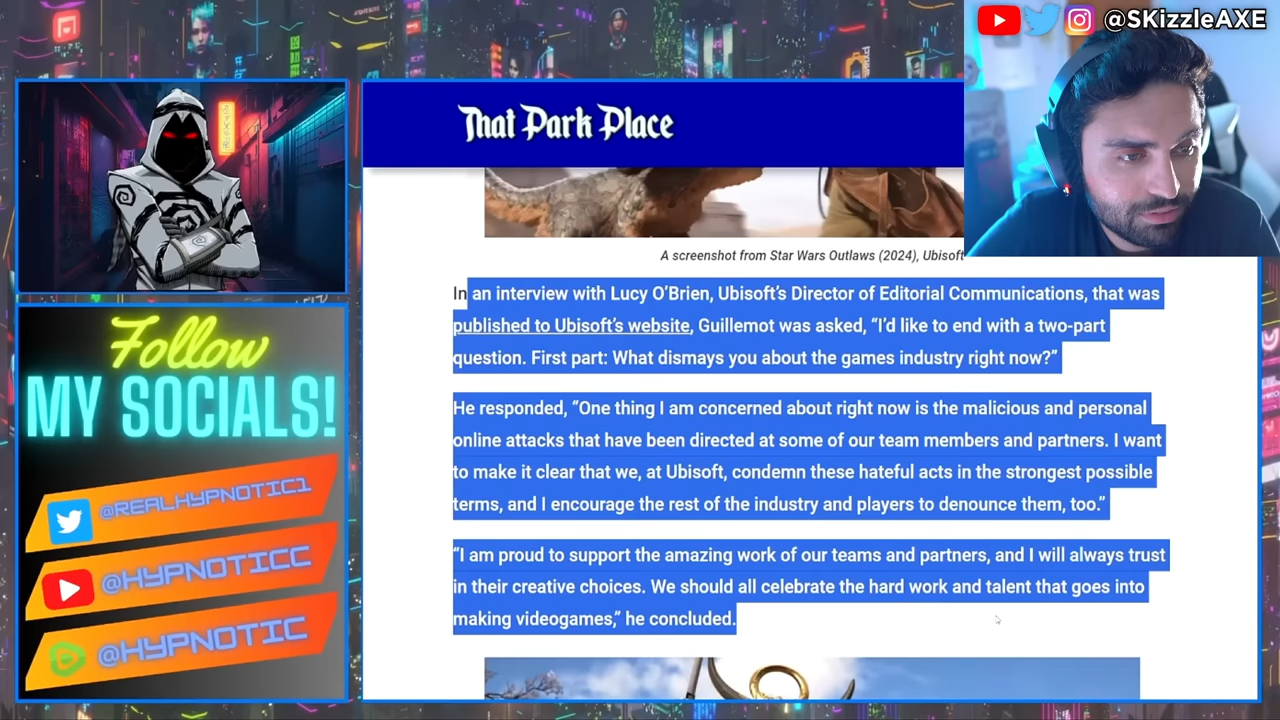 @SKizzleAXE
That Park Place
A screenshot from Star Wars Outlaws (2024), Ubisoft
In an interview with Lucy O’Brien, Ubisoft’s Director of Editorial Communications, that was
published to Ubisoft’s website, Guillemot was asked, “I’d like to end with a two-part
question. First part: What dismays you about the games industry right now?”
He responded, “One thing I am concerned about right now is the malicious and personal
online attacks that have been directed at some of our team members and partners. I want
to make it clear that we, at Ubisoft, condemn these hateful acts in the strongest possible
terms, and I encourage the rest of the industry and players to denounce them, too.”
“I am proud to support the amazing work of our teams and partners, and I will always trust
in their creative choices. We should all celebrate the hard work and talent that goes into
making videogames,” he concluded.
Follow
MY SOCIALS!
@REALHYPNOTIC1
@HYPNOTICC
@HYPNOTIC